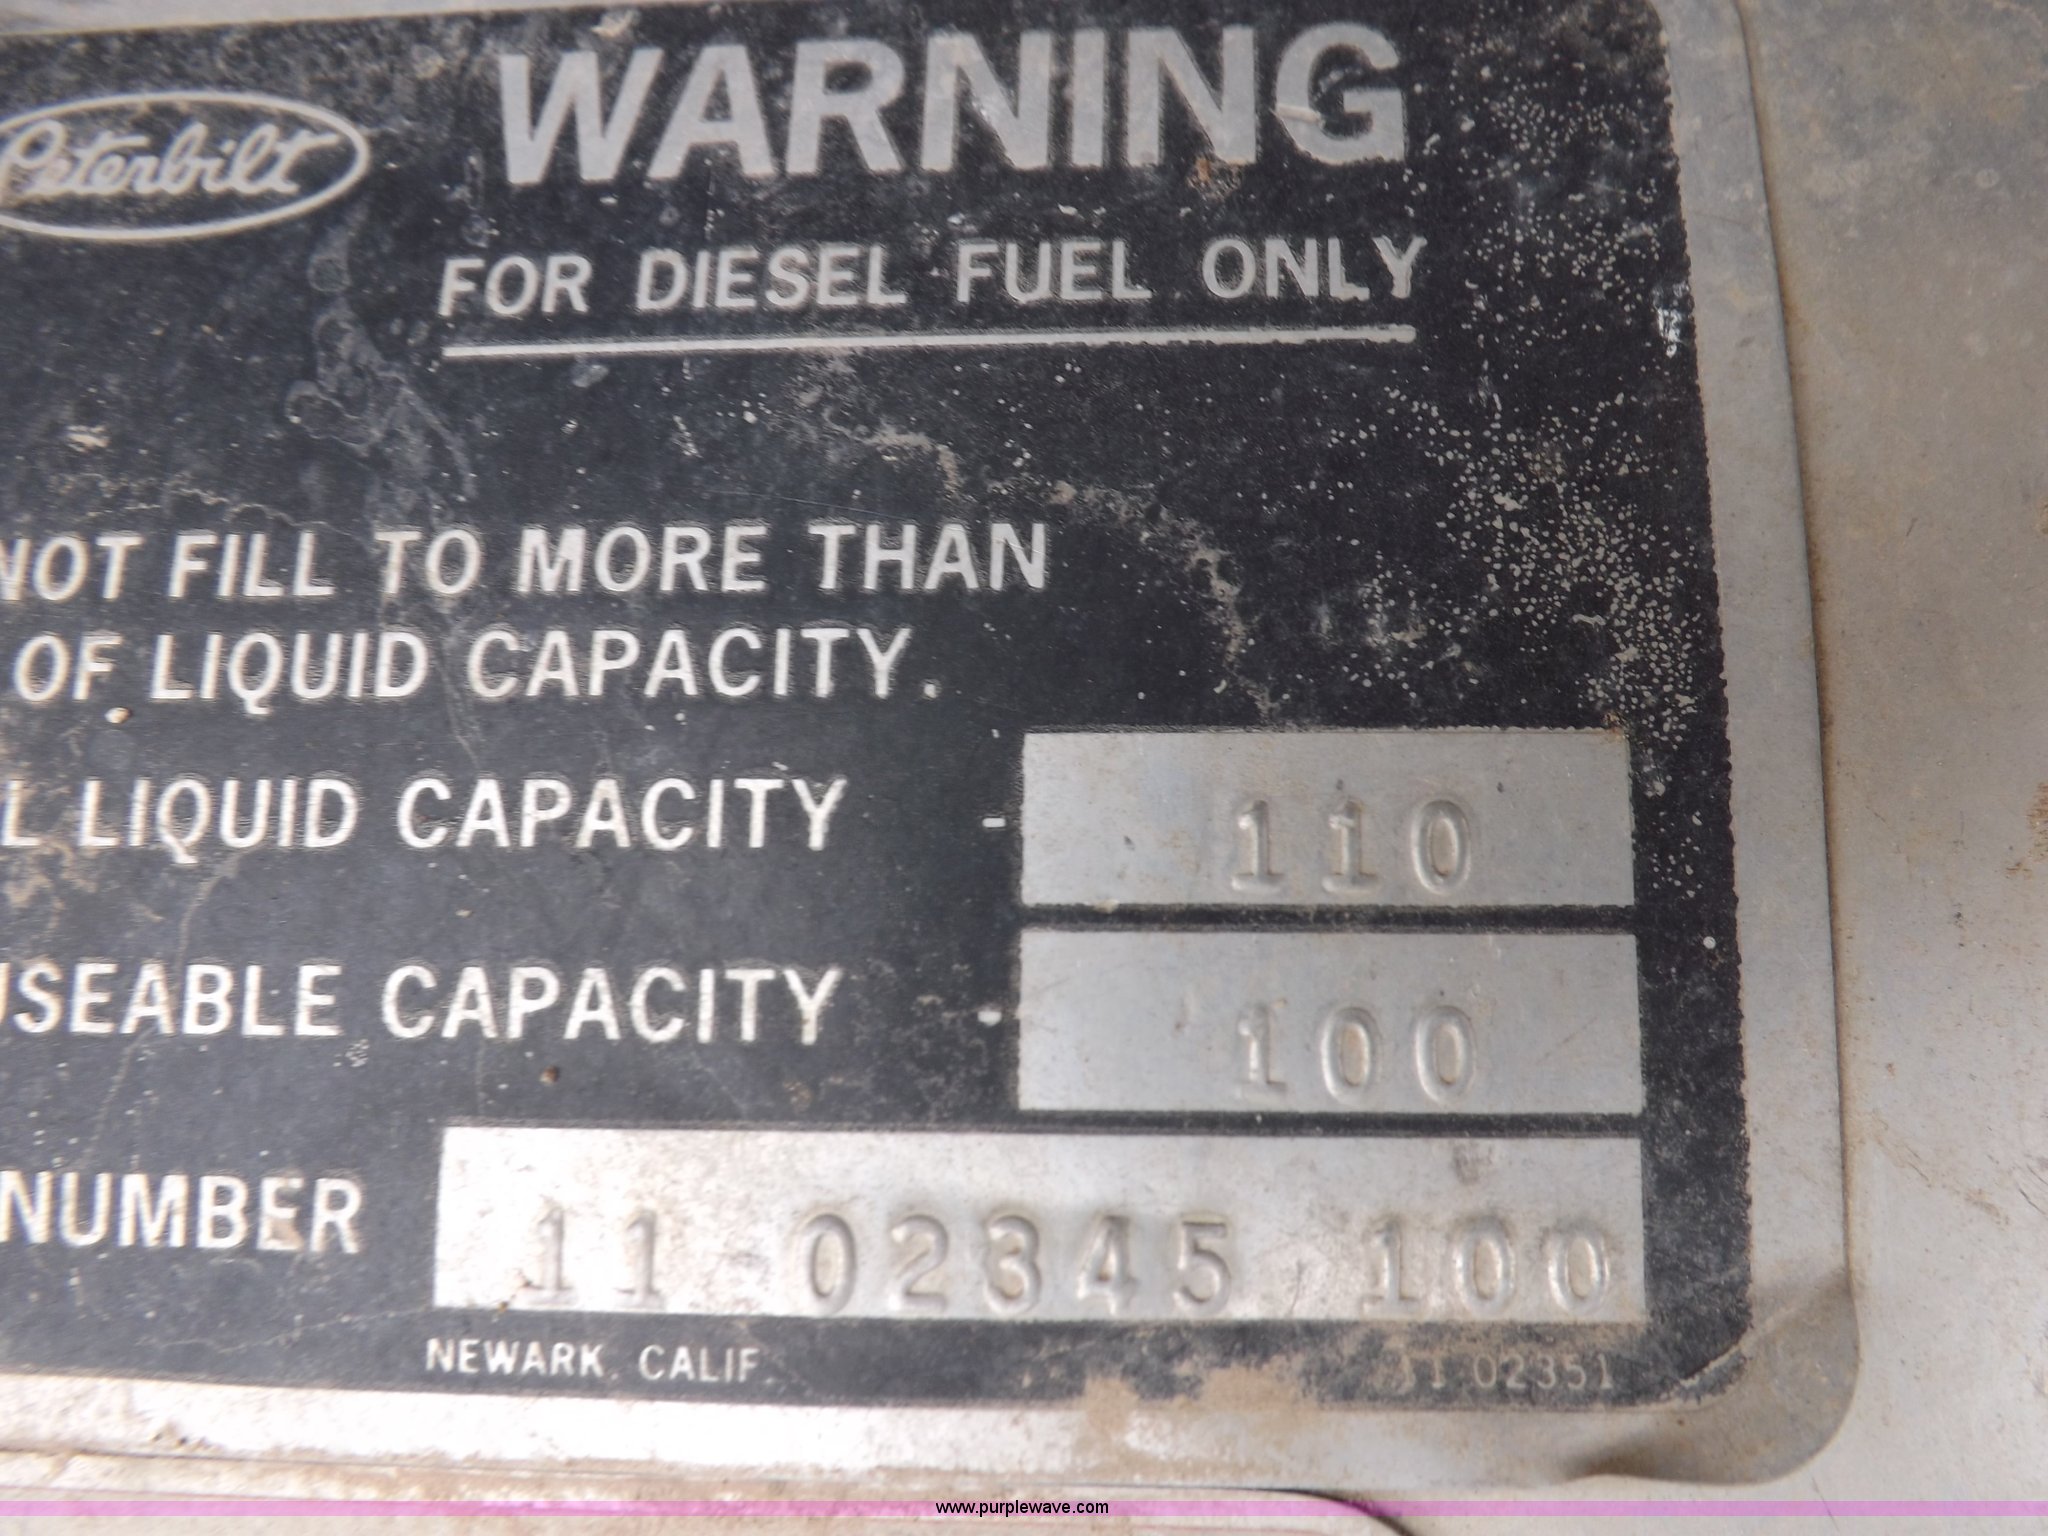 Peterbilt WARNING
FOR DIESEL FUEL ONLY
NOT FILL TO MORE THAN
OF LIQUID CAPACITY.
L LIQUID CAPACITY - 110
USEABLE CAPACITY - 100
NUMBER 11 02345 100
NEWARK, CALIF. 11 02351
www.purplewave.com